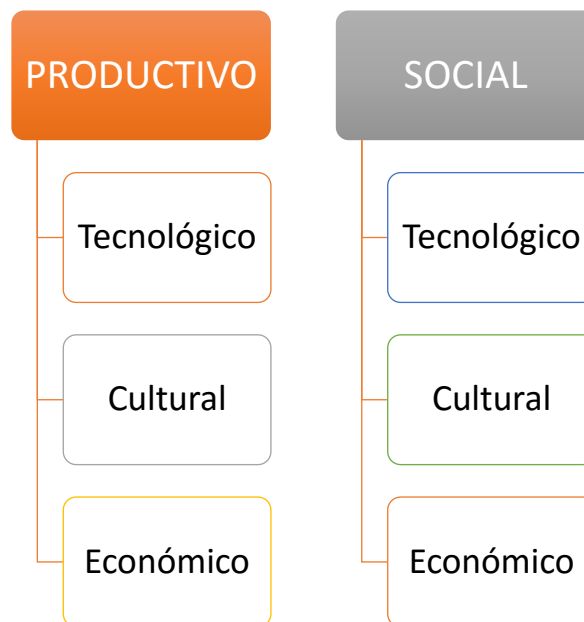 PRODUCTIVO
Tecnológico
Cultural
Económico
SOCIAL
Tecnológico
Cultural
Económico